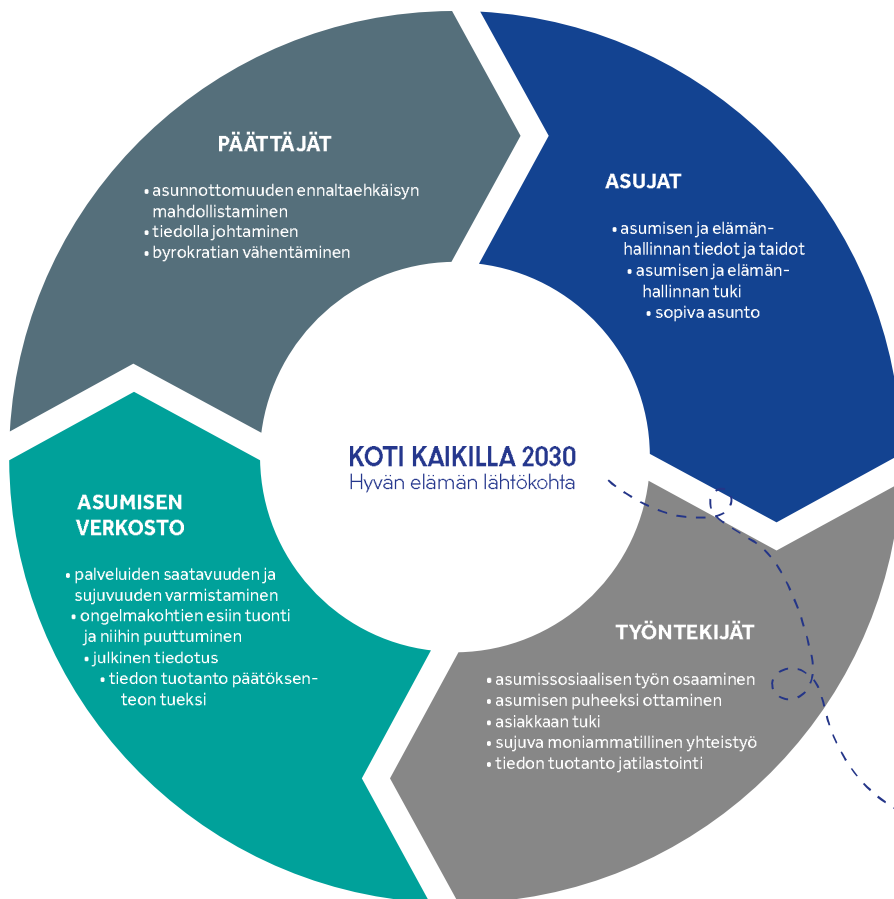 PÄÄTTÄJÄT
• asunnottomuuden ennaltaehkäisyn
mahdollistaminen
• tiedolla johtaminen
• byrokratian vähentäminen
ASUJAT
• asumisen ja elämän-
hallinnan tiedot ja taidot
• asumisen ja elämän-
hallinnan tuki
• sopiva asunto
KOTI KAIKILLA 2030
Hyvän elämän lähtökohta
ASUMISEN
VERKOSTO
• palveluiden saatavuuden ja
sujuvuuden varmistaminen
• ongelmakohtien esiin tuonti
ja niihin puuttuminen
• julkinen tiedotus
• tiedon tuotanto päätöksen-
teon tueksi
TYÖNTEKIJÄT
• asumissosiaalisen työn osaaminen
• asumisen puheeksi ottaminen
• asiakkaan tuki
• sujuva moniammatillinen yhteistyö
• tiedon tuotanto jatilastointi